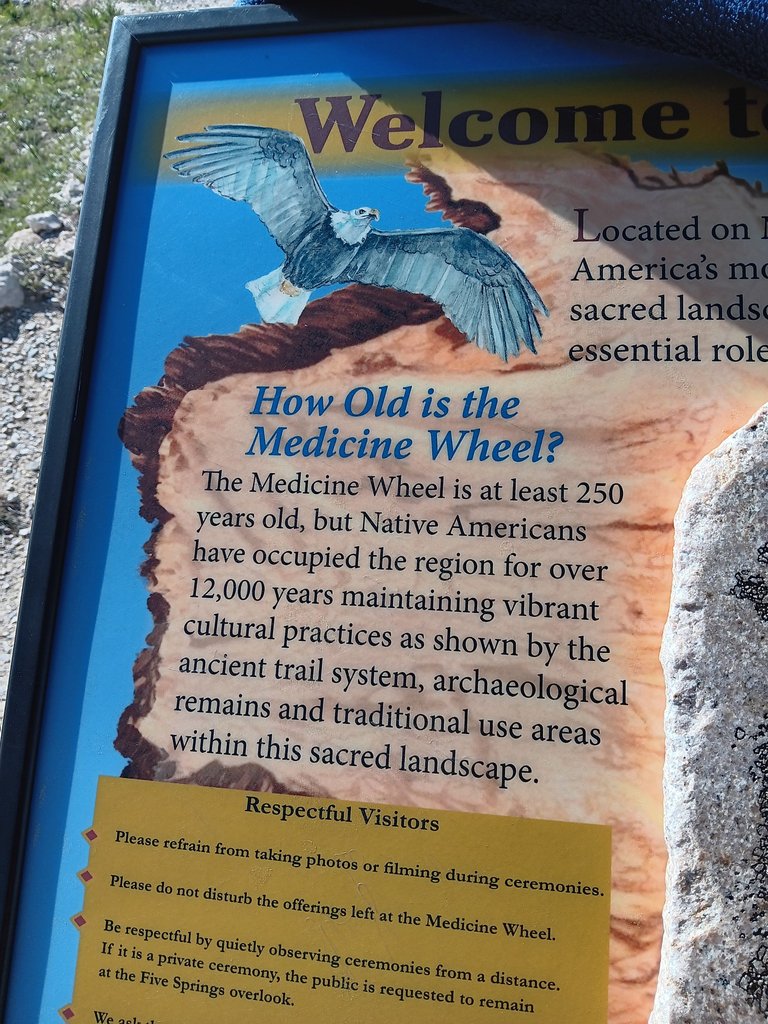 Welcome
Located on
America's
sacred
essential role
How Old is the
Medicine Wheel?
The Medicine Wheel is at least 250
years old, but Native Americans
have occupied the region for over
12,000 years maintaining vibrant
cultural practices as shown by the
ancient trail system, archaeological
remains and traditional use areas
within this sacred landscape.
Respectful Visitors
Please refrain from taking photos or filming during ceremonies.
Please do not disturb the offerings left at the Medicine Wheel.
Be respectful by quietly observing ceremonies from a distance.
If it is a private ceremony, the public is requested to remain
at the Five Springs overlook.
We ask